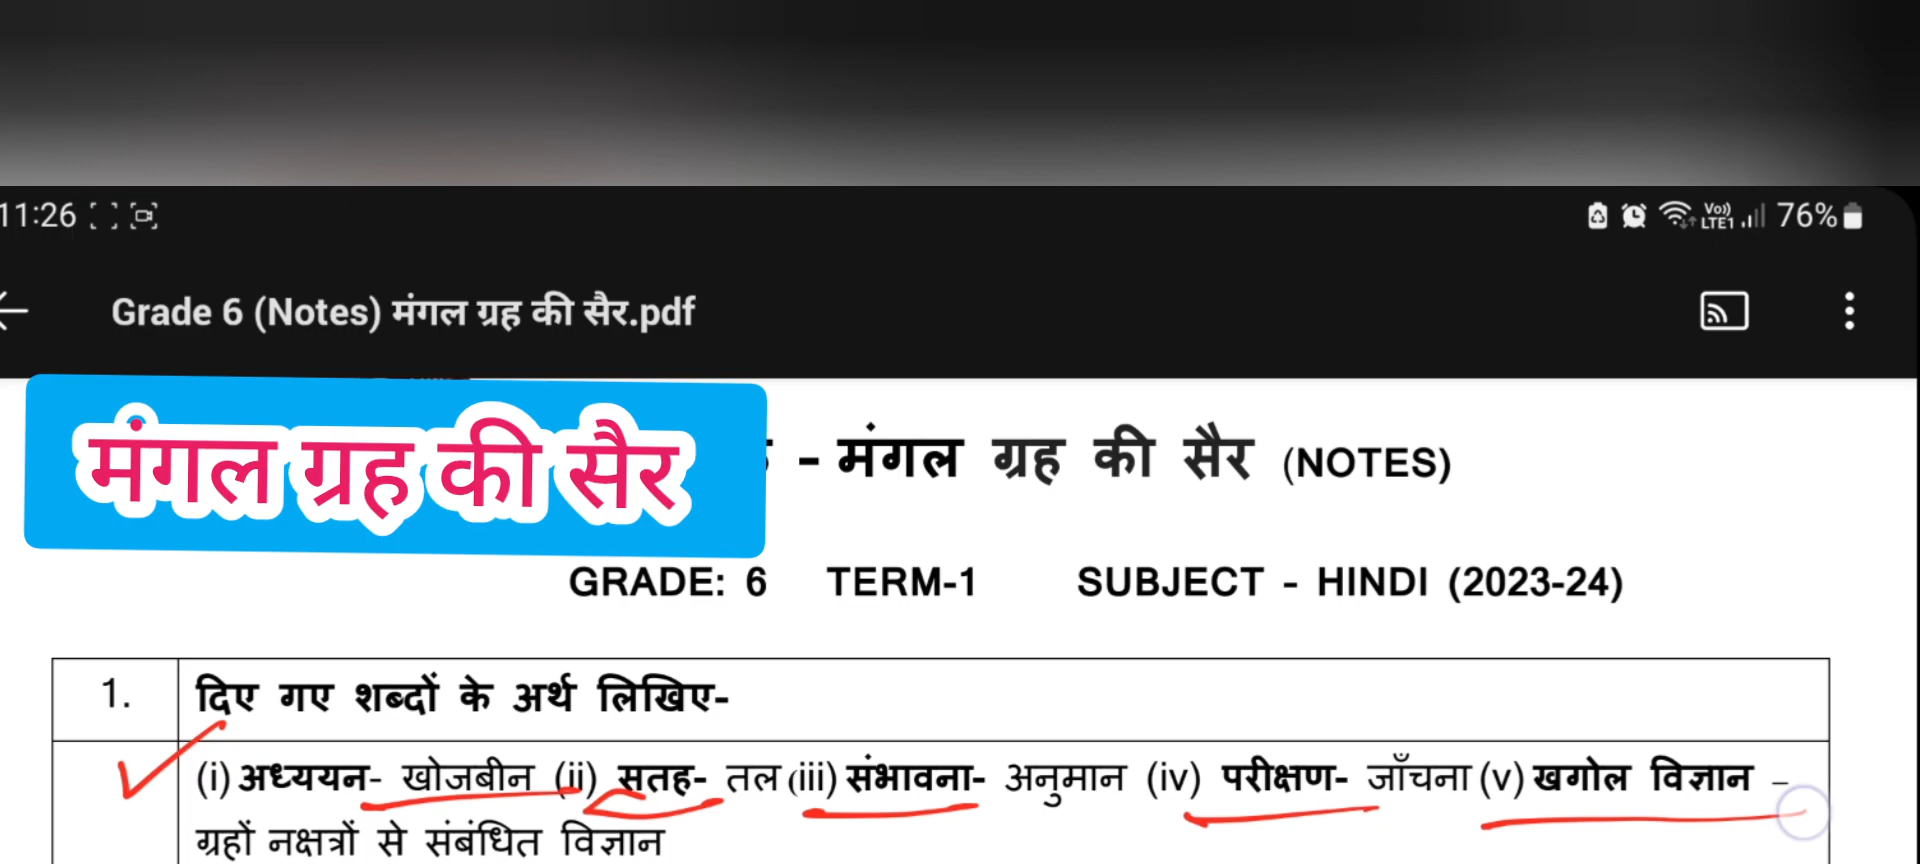 11:26
Vo)) LTE1 76%
Grade 6 (Notes) मंगल ग्रह की सैर.pdf
मंगल ग्रह की सैर
- मंगल ग्रह की सैर (NOTES)
GRADE: 6 TERM-1 SUBJECT - HINDI (2023-24)
1. दिए गए शब्दों के अर्थ लिखिए-
(i) अध्ययन- खोजबीन (ii) सतह- तल (iii) संभावना- अनुमान (iv) परीक्षण- जाँचना (v) खगोल विज्ञान –
ग्रहों नक्षत्रों से संबंधित विज्ञान